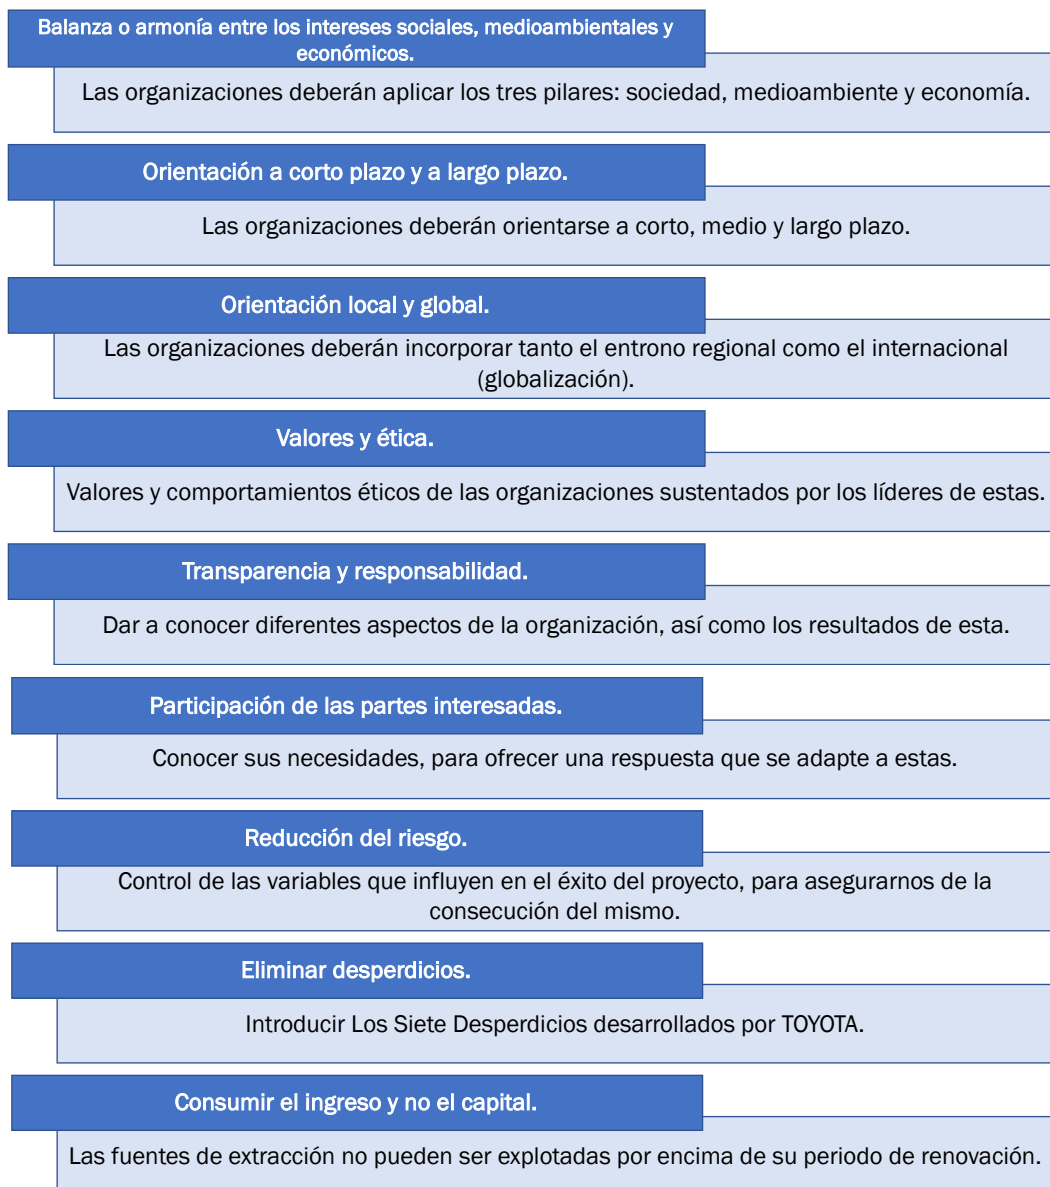 Balanza o armonía entre los intereses sociales, medioambientales y
económicos.
Las organizaciones deberán aplicar los tres pilares: sociedad, medioambiente y economía.
Orientación a corto plazo y a largo plazo.
Las organizaciones deberán orientarse a corto, medio y largo plazo.
Orientación local y global.
Las organizaciones deberán incorporar tanto el entrono regional como el internacional
(globalización).
Valores y ética.
Valores y comportamientos éticos de las organizaciones sustentados por los líderes de estas.
Transparencia y responsabilidad.
Dar a conocer diferentes aspectos de la organización, así como los resultados de esta.
Participación de las partes interesadas.
Conocer sus necesidades, para ofrecer una respuesta que se adapte a estas.
Reducción del riesgo.
Control de las variables que influyen en el éxito del proyecto, para asegurarnos de la
consecución del mismo.
Eliminar desperdicios.
Introducir Los Siete Desperdicios desarrollados por TOYOTA.
Consumir el ingreso y no el capital.
Las fuentes de extracción no pueden ser explotadas por encima de su periodo de renovación.